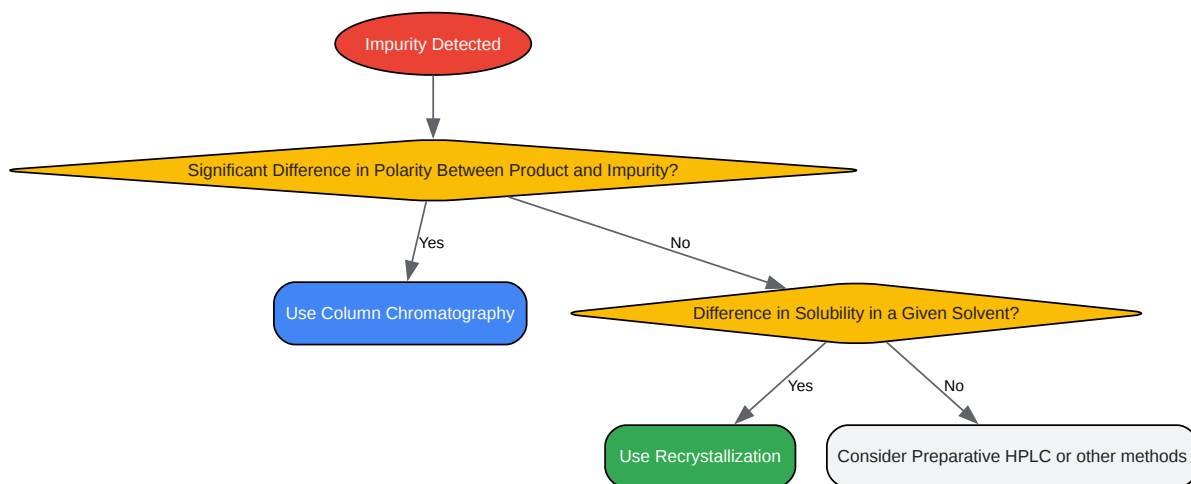 Impurity Detected
Significant Difference in Polarity Between Product and Impurity?
Yes
No
Use Column Chromatography
Difference in Solubility in a Given Solvent?
Yes
No
Use Recrystallization
Consider Preparative HPLC or other methods